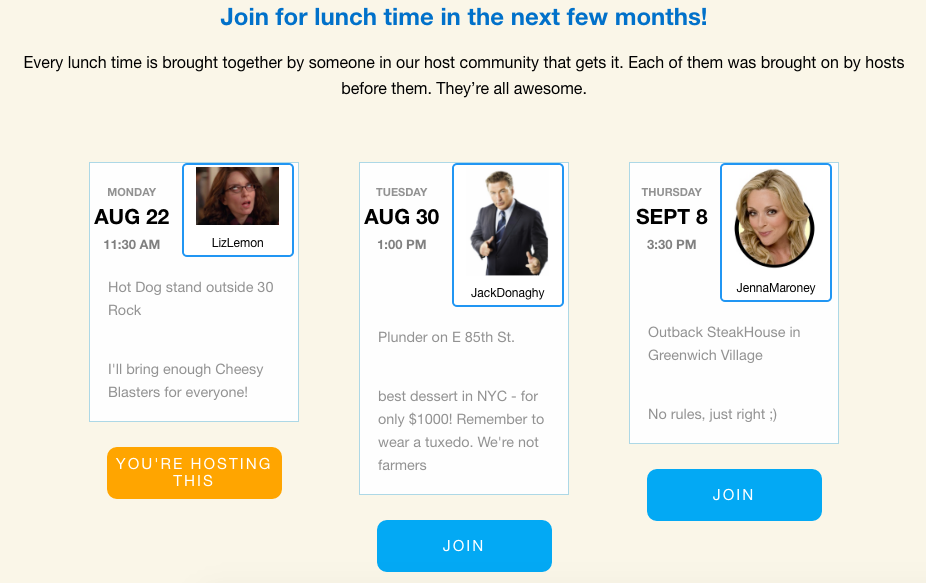 Join for lunch time in the next few months!
Every lunch time is brought together by someone in our host community that gets it. Each of them was brought on by hosts
before them. They're all awesome.
MONDAY
AUG 22
11:30 AM
LizLemon
Hot Dog stand outside 30
Rock
I'll bring enough Cheesy
Blasters for everyone!
YOU'RE HOSTING
THIS
TUESDAY
AUG 30
1:00 PM
JackDonaghy
Plunder on E 85th St.
best dessert in NYC - for
only $1000! Remember to
wear a tuxedo. We're not
farmers
JOIN
THURSDAY
SEPT 8
3:30 PM
JennaMaroney
Outback SteakHouse in
Greenwich Village
No rules, just right ;)
JOIN